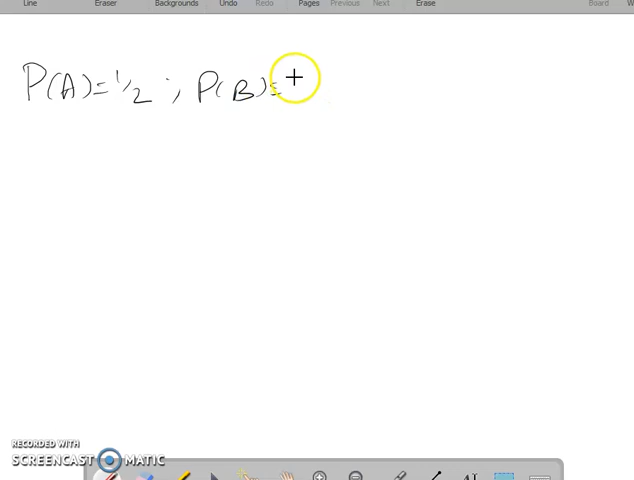 Line Eraser Backgrounds Undo Redo Pages Previous Next Erase Board
P(A)=1/2 ; P(B)=
RECORDED WITH
SCREENCAST MATIC